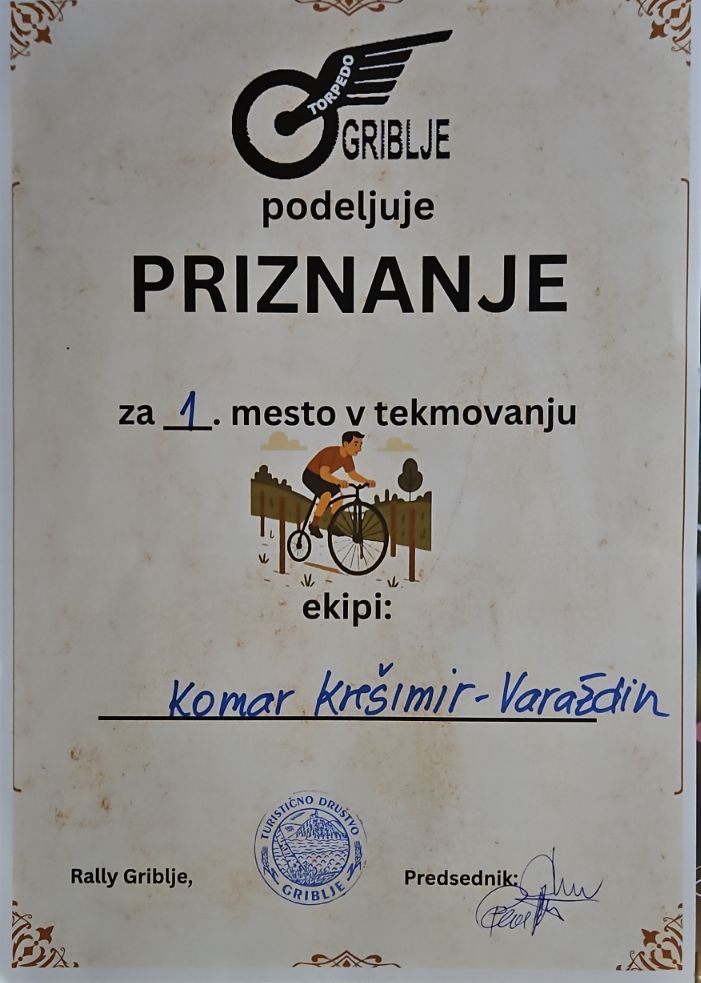 TORPEDO
GRIBLJE
podeljuje
PRIZNANJE
za 1. mesto v tekmovanju
ekipi:
Komar Krešimir-Varaždin
TURISTIČNO DRUŠTVO
GRIBLJE
Rally Griblje,
Predsednik: